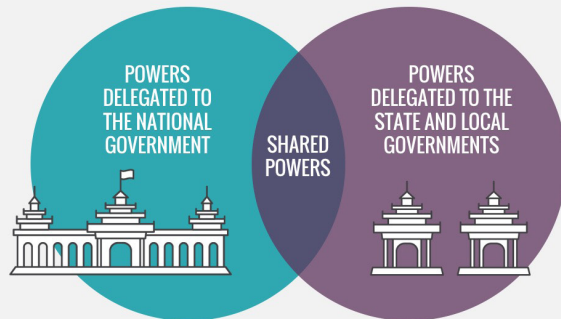 POWERS
DELEGATED TO
THE NATIONAL
GOVERNMENT
SHARED
POWERS
POWERS
DELEGATED TO THE
STATE AND LOCAL
GOVERNMENTS